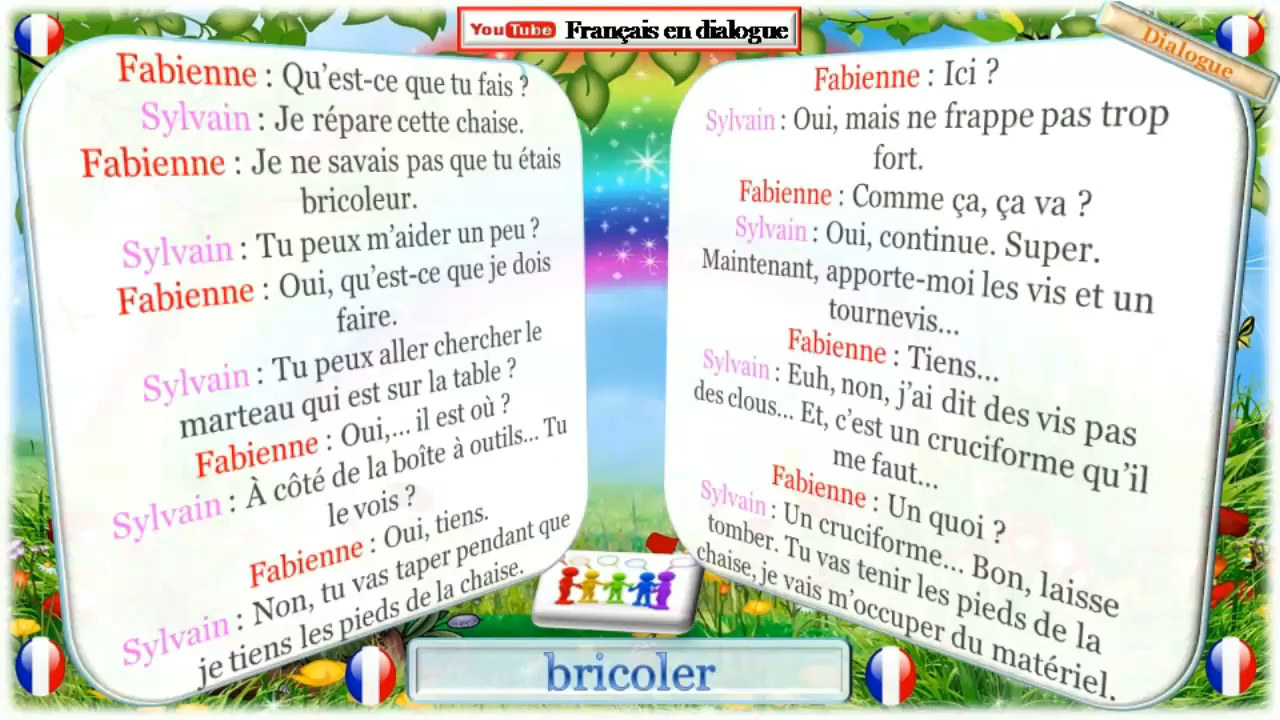 YouTube Français en dialogue
Dialogue
Fabienne : Qu’est-ce que tu fais ?
Sylvain : Je répare cette chaise.
Fabienne : Je ne savais pas que tu étais
bricoleur.
Sylvain : Tu peux m’aider un peu ?
Fabienne : Oui, qu’est-ce que je dois
faire.
Sylvain : Tu peux aller chercher le
marteau qui est sur la table ?
Fabienne : Oui,… il est où ?
Sylvain : À côté de la boîte à outils… Tu
le vois ?
Fabienne : Oui, tiens.
Sylvain : Non, tu vas taper pendant que
je tiens les pieds de la chaise.
Fabienne : Ici ?
Sylvain : Oui, mais ne frappe pas trop
fort.
Fabienne : Comme ça, ça va ?
Sylvain : Oui, continue. Super.
Maintenant, apporte-moi les vis et un
tournevis…
Fabienne : Tiens…
Sylvain : Euh, non, j’ai dit des vis pas
des clous… Et, c’est un cruciforme qu’il
me faut…
Fabienne : Un quoi ?
Sylvain : Un cruciforme… Bon, laisse
tomber. Tu vas tenir les pieds de la
chaise, je vais m’occuper du matériel.
bricoler